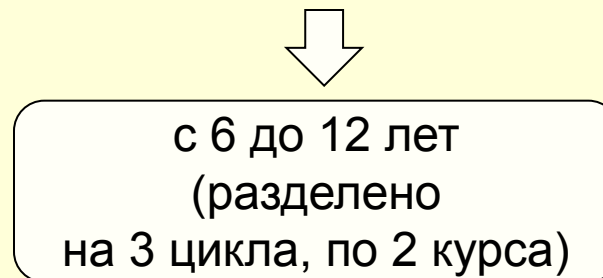 с 6 до 12 лет
(разделено
на 3 цикла, по 2 курса)